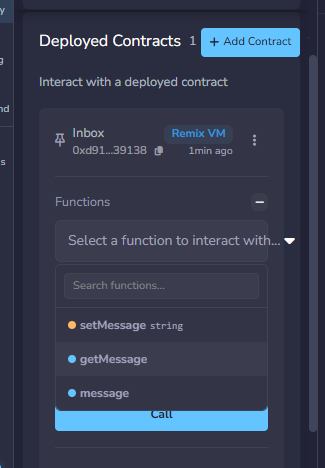 y
Deployed Contracts 1 + Add Contract
g
Interact with a deployed contract
nd
Inbox Remix VM
s
0xd91...39138 1min ago
Functions
Select a function to interact with...
Search functions...
setMessage string
getMessage
message
Call